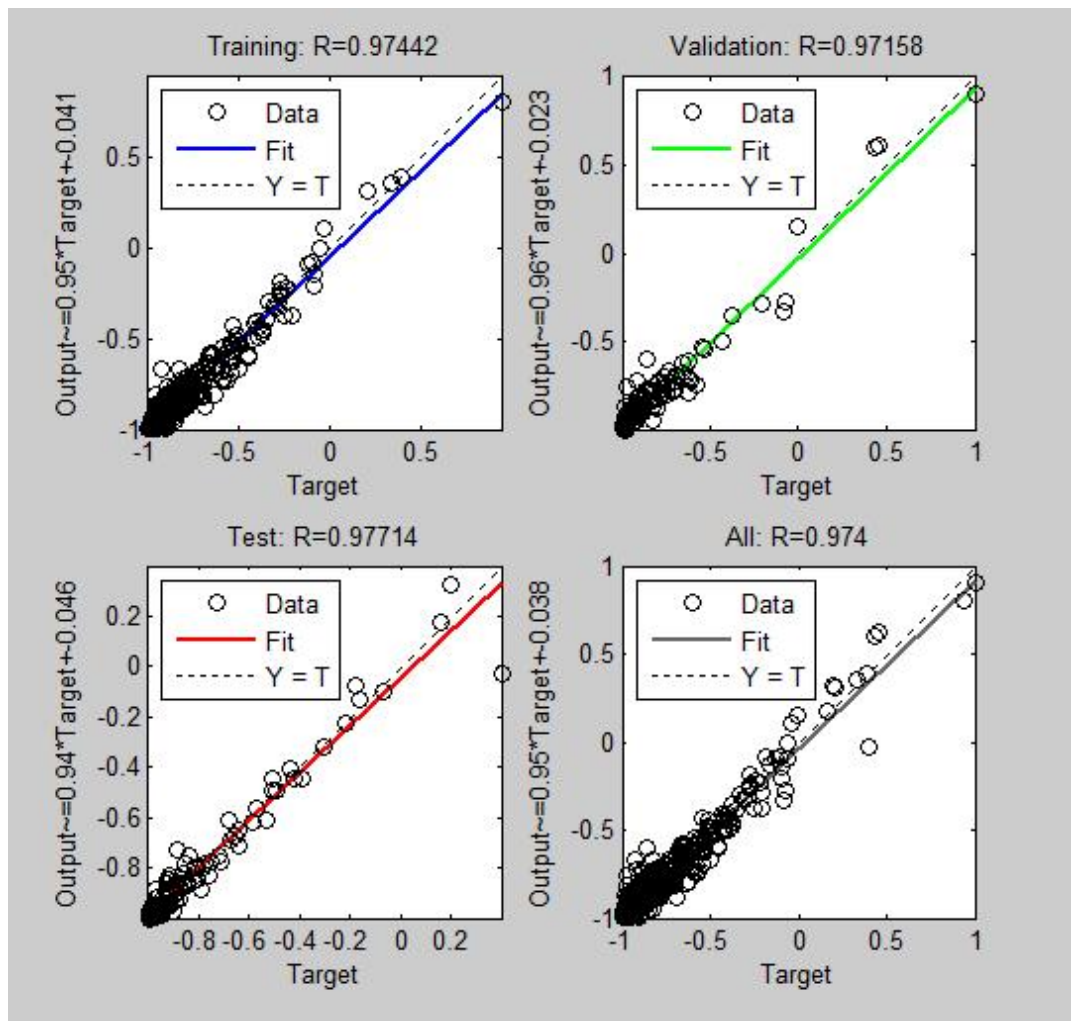 Training: R=0.97442
Output~=0.95*Target+-0.041
Data
Fit
Y = T
0.5
0
-0.5
-1
-1 -0.5 0 0.5
Target
Validation: R=0.97158
Output~=0.96*Target+-0.023
Data
Fit
Y = T
1
0.5
0
-0.5
-1
-1 -0.5 0 0.5 1
Target
Test: R=0.97714
Output~=0.94*Target+-0.046
Data
Fit
Y = T
0.2
0
-0.2
-0.4
-0.6
-0.8
-0.8 -0.6 -0.4 -0.2 0 0.2
Target
All: R=0.974
Output~=0.95*Target+-0.038
Data
Fit
Y = T
1
0.5
0
-0.5
-1
-1 -0.5 0 0.5 1
Target